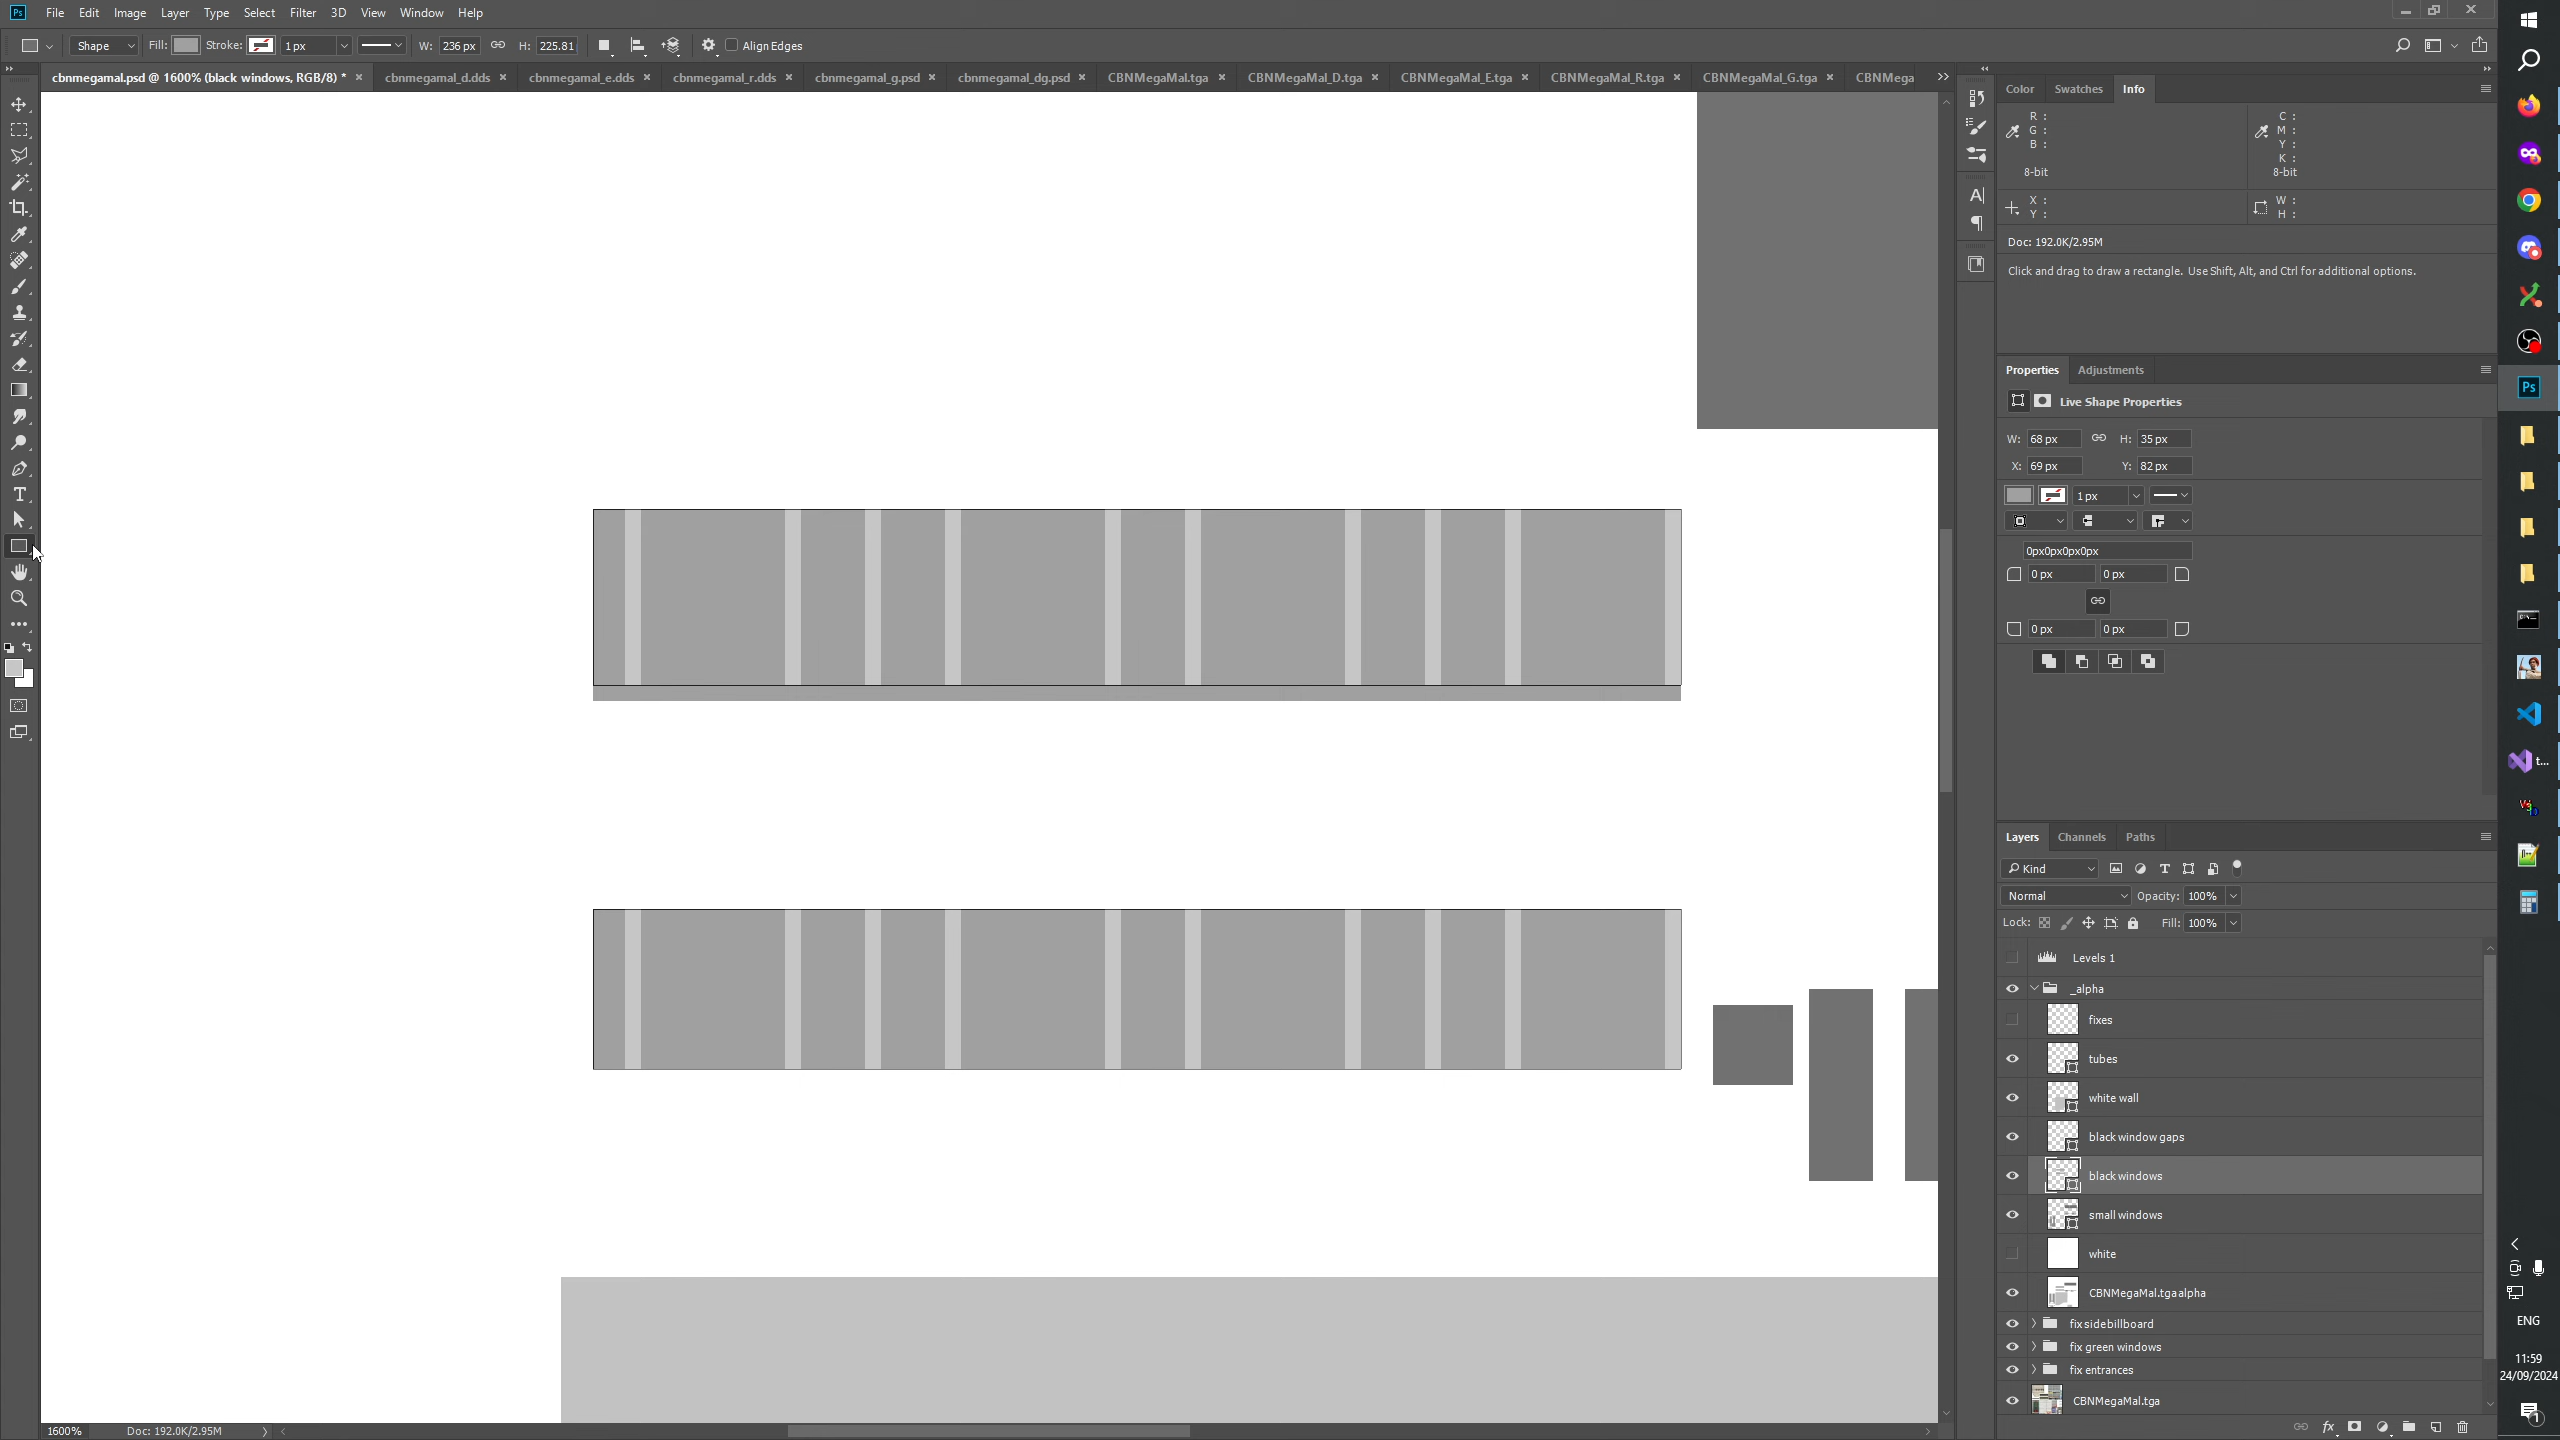 Ps File Edit Image Layer Type Select Filter 3D View Window Help
Shape Fill: Stroke: 1 px W: 236 px H: 225.81 Align Edges
cbnmegamal.psd @ 1600% (black windows, RGB/8) * cbnmegamal_d.dds cbnmegamal_e.dds cbnmegamal_r.dds cbnmegamal_g.psd cbnmegamal_dg.psd CBNMegaMal.tga CBNMegaMal_D.tga CBNMegaMal_E.tga CBNMegaMal_R.tga CBNMegaMal_G.tga CBNMega
Color Swatches Info
R : C :
G : M :
B : Y :
K :
8-bit 8-bit
X : W :
Y : H :
Doc: 192.0K/2.95M
Click and drag to draw a rectangle. Use Shift, Alt, and Ctrl for additional options.
Properties Adjustments
Live Shape Properties
W: 68 px H: 35 px
X: 69 px Y: 82 px
1 px
0px0px0px0px
0 px 0 px
0 px 0 px
Layers Channels Paths
Kind
Normal Opacity: 100%
Lock: Fill: 100%
Levels 1
_alpha
fixes
tubes
white wall
black window gaps
black windows
small windows
white
CBNMegaMal.tga alpha
fix side billboard
fix green windows
fix entrances
CBNMegaMal.tga
1600% Doc: 192.0K/2.95M
Ps
t...
ENG
11:59
24/09/2024
1